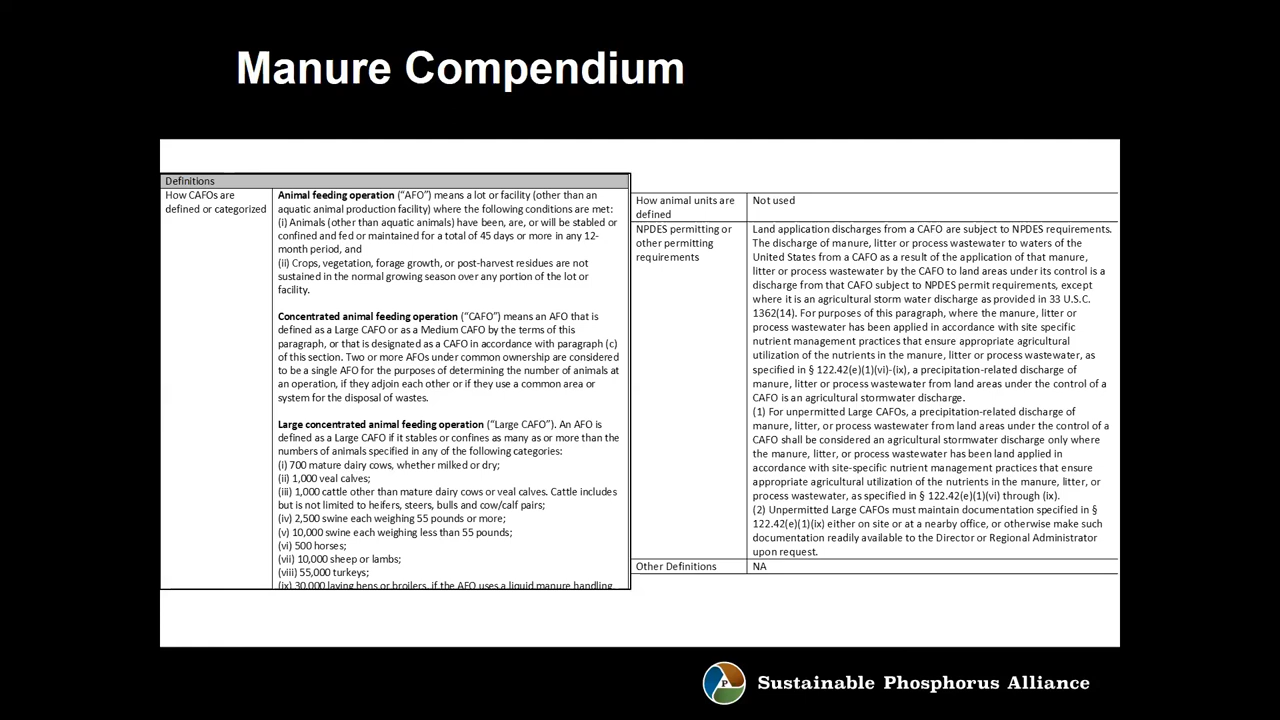 Manure Compendium
Definitions
How CAFOs are
defined or categorized
Animal feeding operation (“AFO”) means a lot or facility (other than an
aquatic animal production facility) where the following conditions are met:
(i) Animals (other than aquatic animals) have been, are, or will be stabled or
confined and fed or maintained for a total of 45 days or more in any 12-
month period, and
(ii) Crops, vegetation, forage growth, or post-harvest residues are not
sustained in the normal growing season over any portion of the lot or
facility.
Concentrated animal feeding operation (“CAFO”) means an AFO that is
defined as a Large CAFO or as a Medium CAFO by the terms of this
paragraph, or that is designated as a CAFO in accordance with paragraph (c)
of this section. Two or more AFOs under common ownership are considered
to be a single AFO for the purposes of determining the number of animals at
an operation, if they adjoin each other or if they use a common area or
system for the disposal of wastes.
Large concentrated animal feeding operation (“Large CAFO”). An AFO is
defined as a Large CAFO if it stables or confines as many as or more than the
numbers of animals specified in any of the following categories:
(i) 700 mature dairy cows, whether milked or dry;
(ii) 1,000 veal calves;
(iii) 1,000 cattle other than mature dairy cows or veal calves. Cattle includes
but is not limited to heifers, steers, bulls and cow/calf pairs;
(iv) 2,500 swine each weighing 55 pounds or more;
(v) 10,000 swine each weighing less than 55 pounds;
(vi) 500 horses;
(vii) 10,000 sheep or lambs;
(viii) 55,000 turkeys;
(ix) 30,000 laying hens or broilers, if the AFO uses a liquid manure handling
How animal units are
defined
Not used
NPDES permitting or
other permitting
requirements
Land application discharges from a CAFO are subject to NPDES requirements.
The discharge of manure, litter or process wastewater to waters of the
United States from a CAFO as a result of the application of that manure,
litter or process wastewater by the CAFO to land areas under its control is a
discharge from that CAFO subject to NPDES permit requirements, except
where it is an agricultural storm water discharge as provided in 33 U.S.C.
1362(14). For purposes of this paragraph, where the manure, litter or
process wastewater has been applied in accordance with site specific
nutrient management practices that ensure appropriate agricultural
utilization of the nutrients in the manure, litter or process wastewater, as
specified in § 122.42(e)(1)(vi)-(ix), a precipitation-related discharge of
manure, litter or process wastewater from land areas under the control of a
CAFO is an agricultural stormwater discharge.
(1) For unpermitted Large CAFOs, a precipitation-related discharge of
manure, litter, or process wastewater from land areas under the control of a
CAFO shall be considered an agricultural stormwater discharge only where
the manure, litter, or process wastewater has been land applied in
accordance with site-specific nutrient management practices that ensure
appropriate agricultural utilization of the nutrients in the manure, litter, or
process wastewater, as specified in § 122.42(e)(1)(vi) through (ix).
(2) Unpermitted Large CAFOs must maintain documentation specified in §
122.42(e)(1)(ix) either on site or at a nearby office, or otherwise make such
documentation readily available to the Director or Regional Administrator
upon request.
Other Definitions
NA
P
Sustainable Phosphorus Alliance